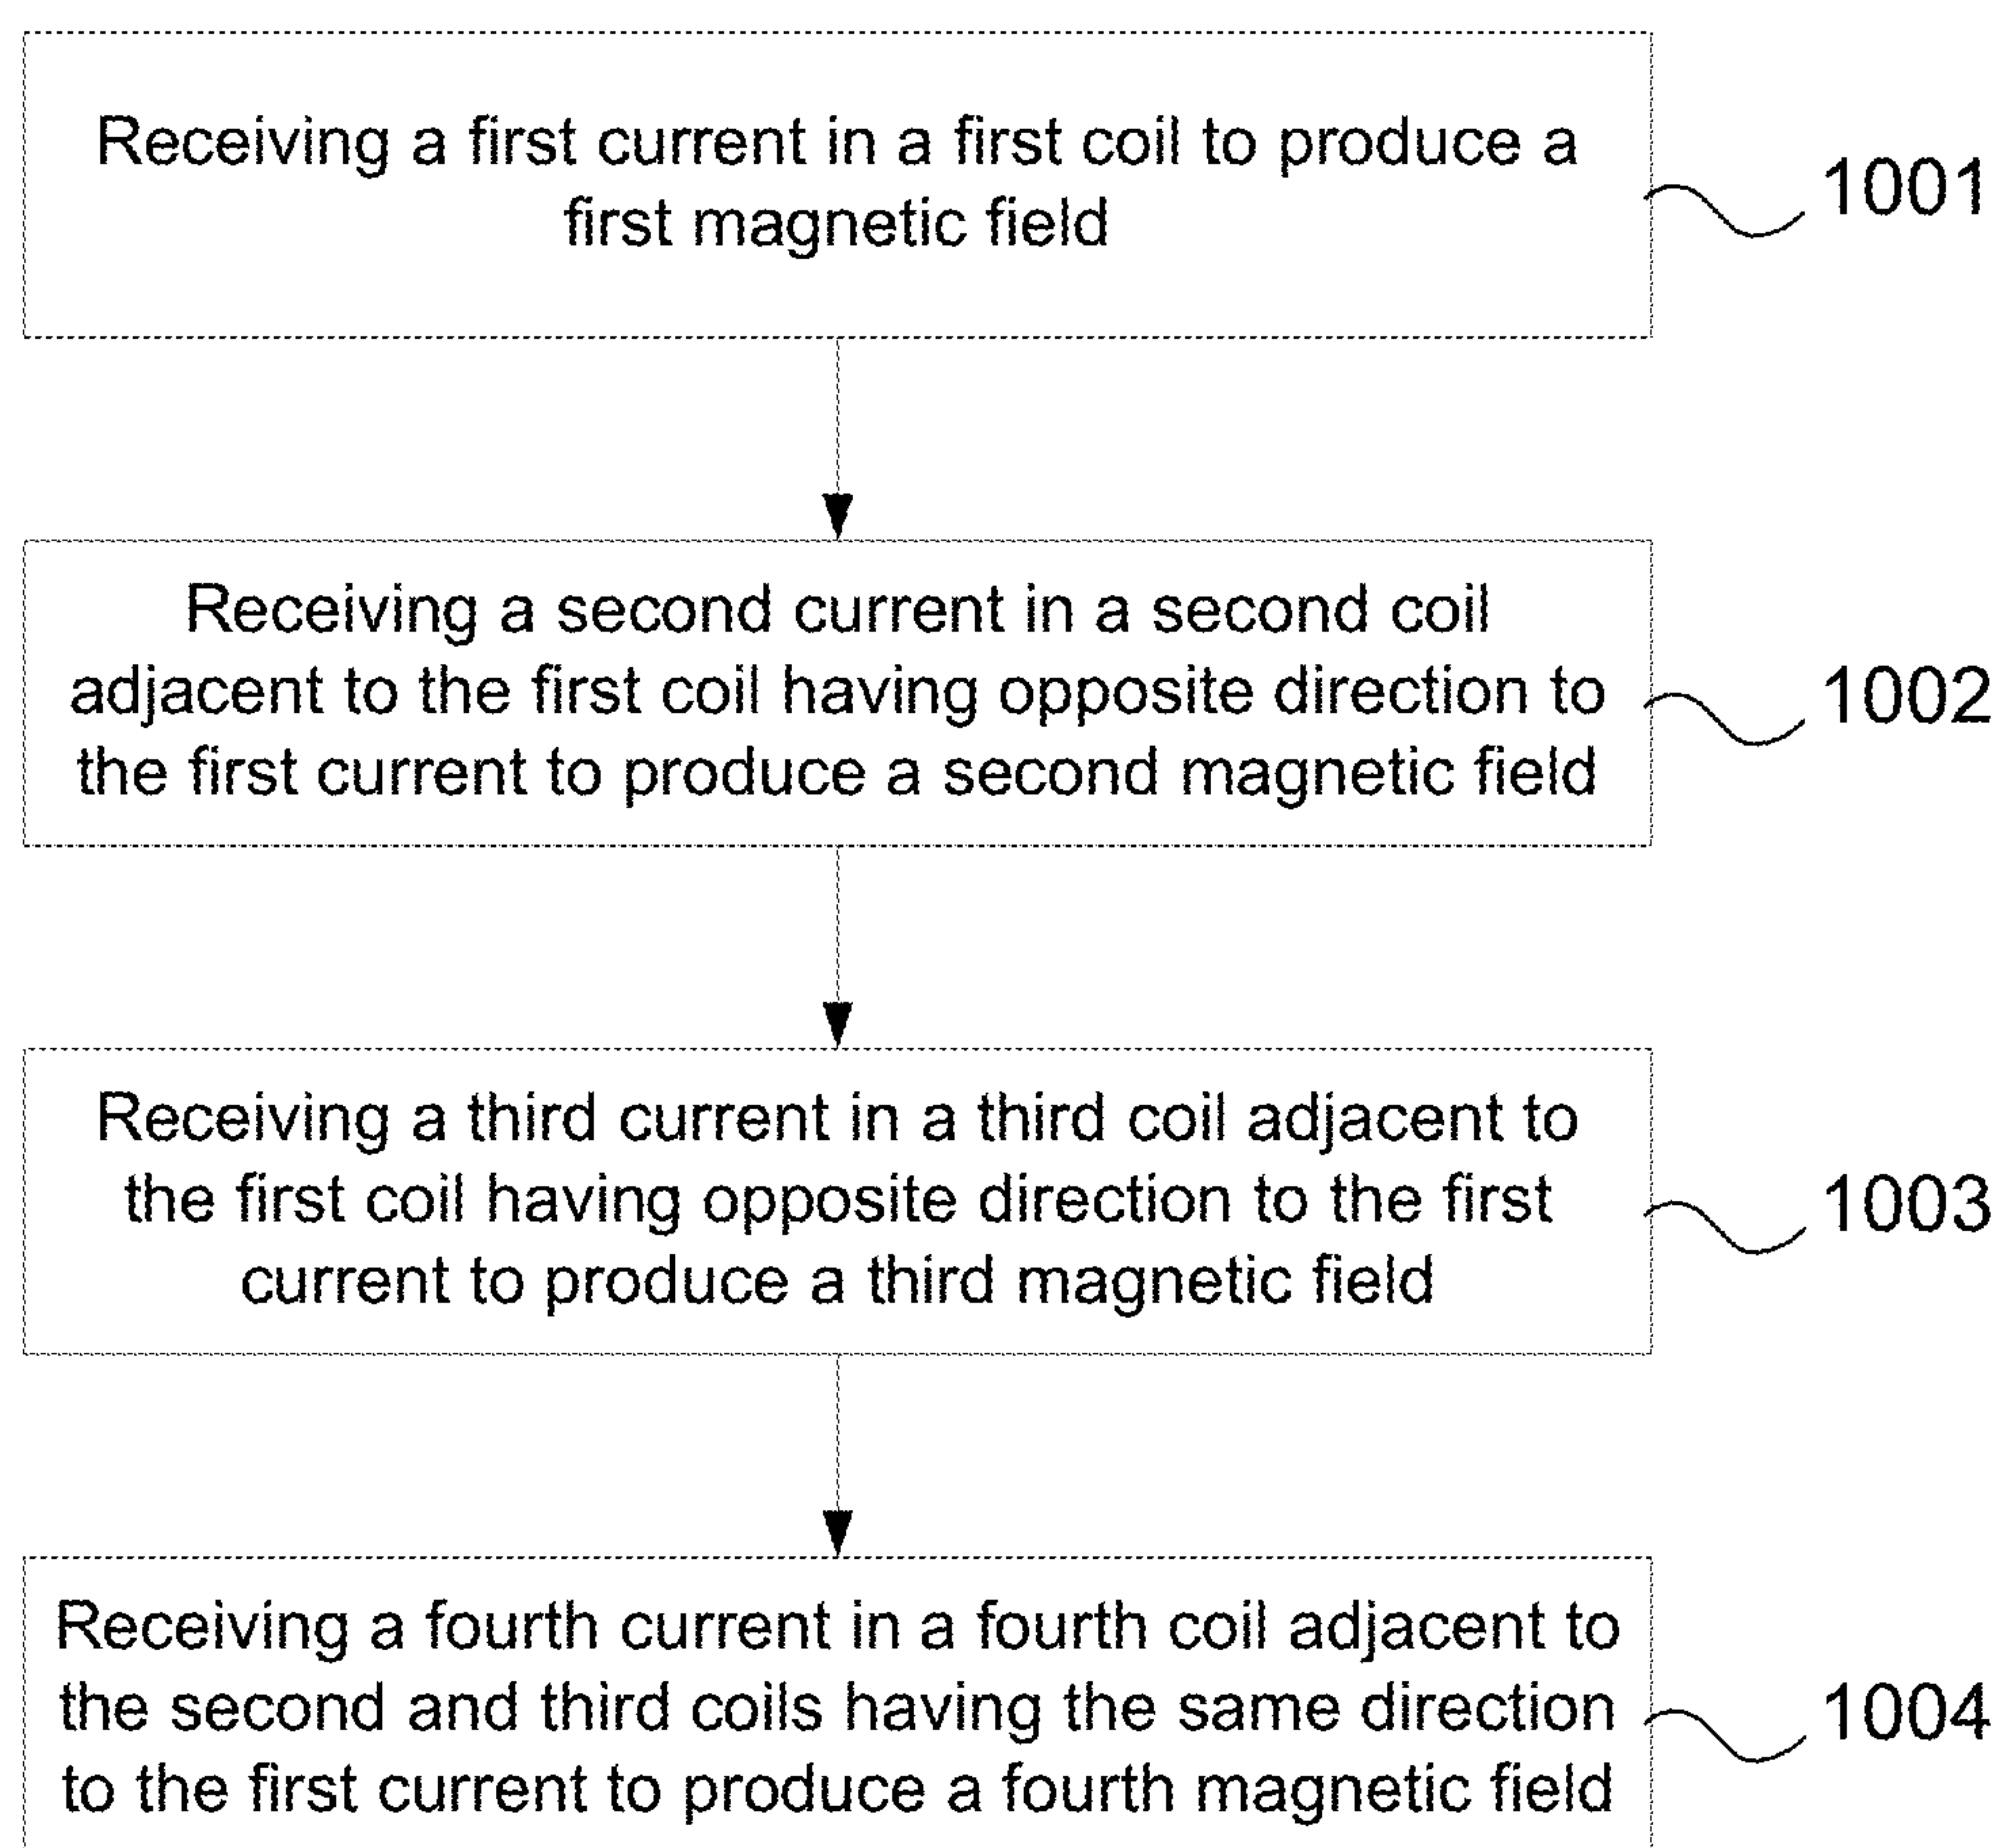 Receiving a first current in a first coil to produce a
first magnetic field
1001
Receiving a second current in a second coil
adjacent to the first coil having opposite direction to
the first current to produce a second magnetic field
1002
Receiving a third current in a third coil adjacent to
the first coil having opposite direction to the first
current to produce a third magnetic field
1003
Receiving a fourth current in a fourth coil adjacent to
the second and third coils having the same direction
to the first current to produce a fourth magnetic field
1004